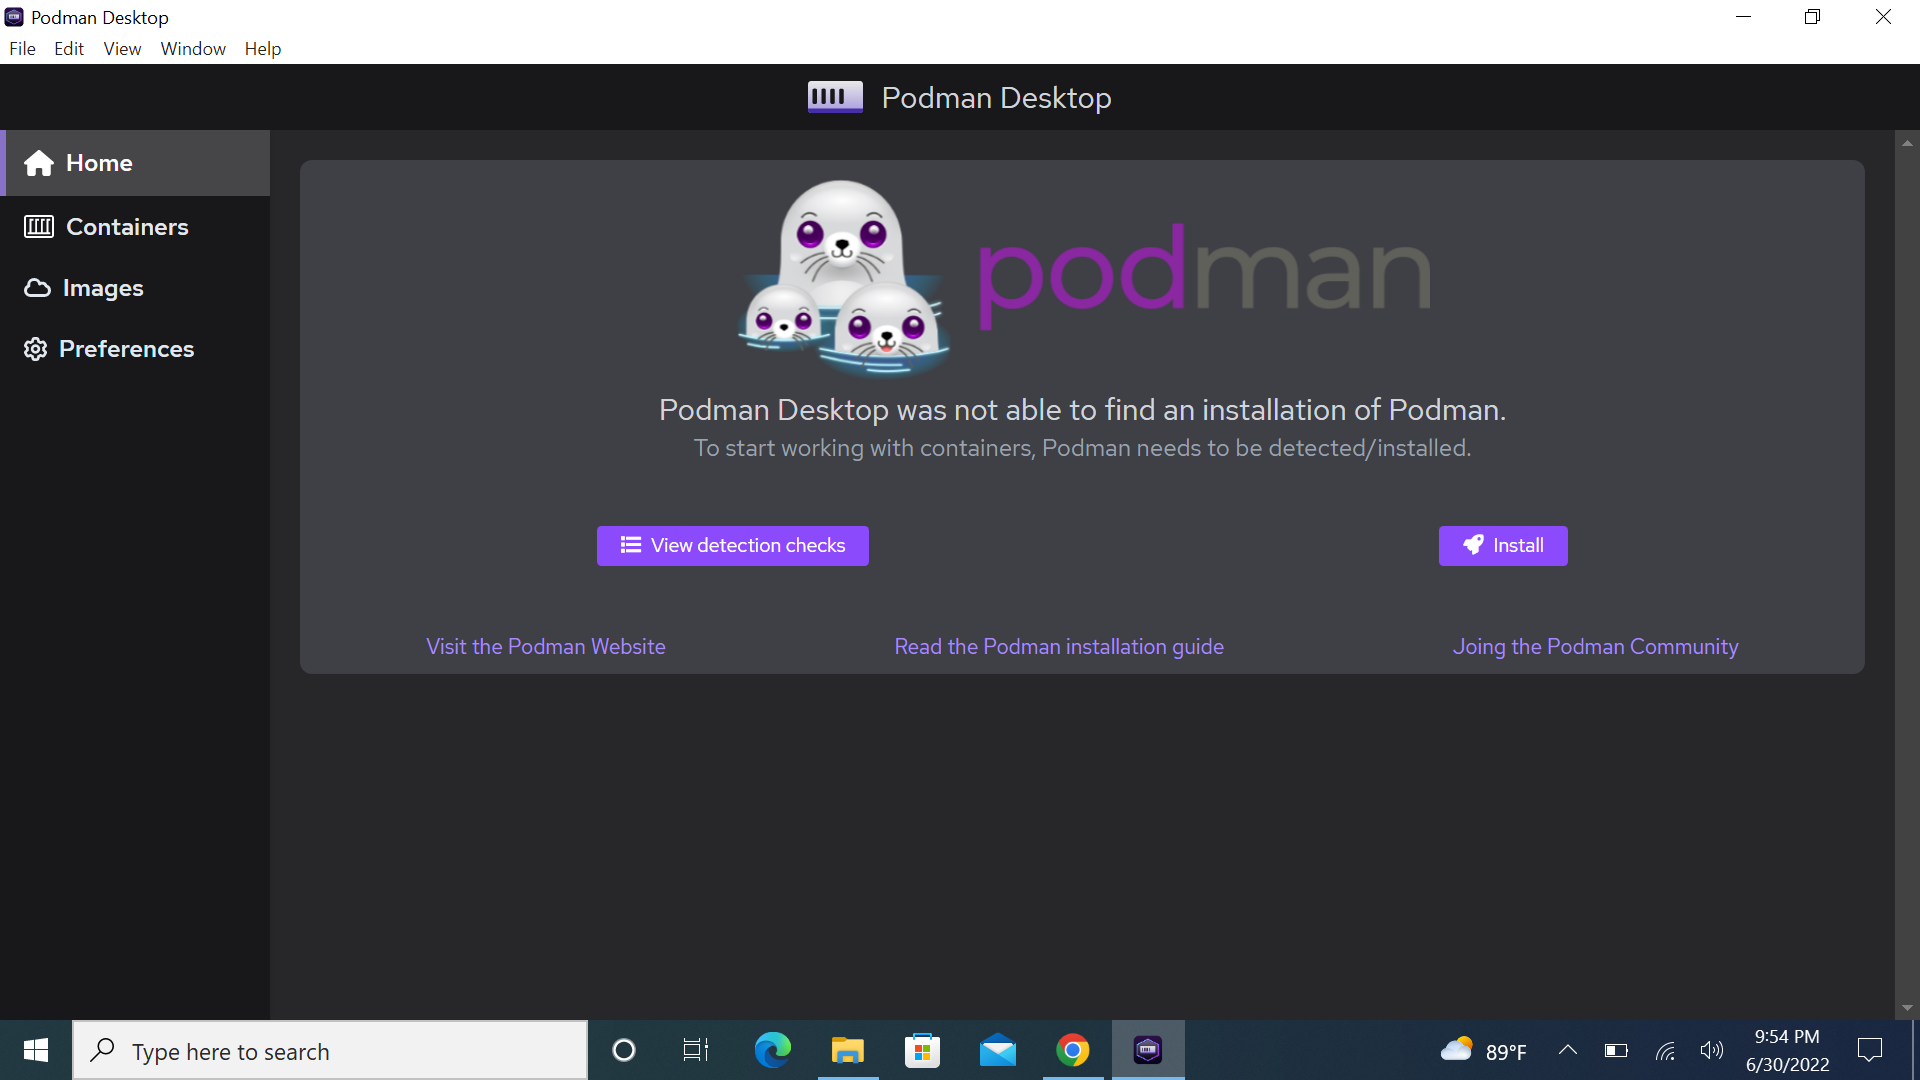 Podman Desktop
File Edit View Window Help
Podman Desktop
Home
Containers
Images
Preferences
podman
Podman Desktop was not able to find an installation of Podman.
To start working with containers, Podman needs to be detected/installed.
View detection checks
Install
Visit the Podman Website
Read the Podman installation guide
Joing the Podman Community
Type here to search
89°F
9:54 PM
6/30/2022